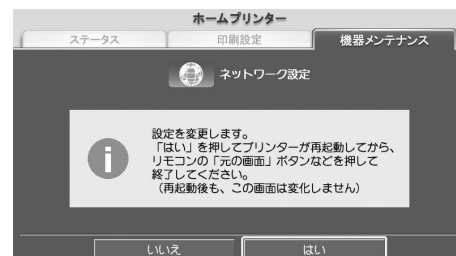 ホームプリンター
ステータス
印刷設定
機器メンテナンス
ネットワーク設定
設定を変更します。
「はい」を押してプリンターが再起動してから、
リモコンの「元の画面」ボタンなどを押して
終了してください。
（再起動後も、この画面は変化しません）
いいえ
はい